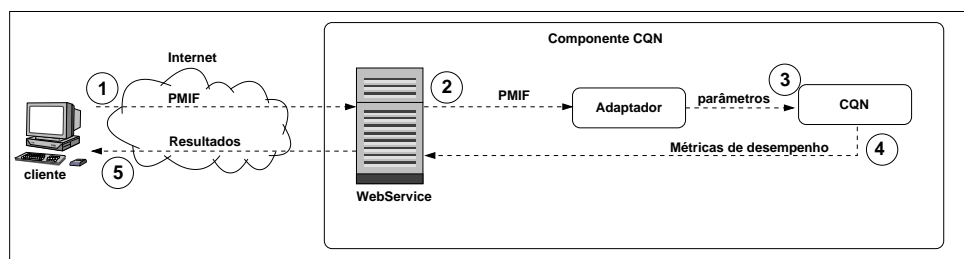 Componente CQN
Internet
1
PMIF
2
PMIF
Adaptador
parâmetros
3
CQN
Resultados
Métricas de desempenho
4
cliente
5
WebService